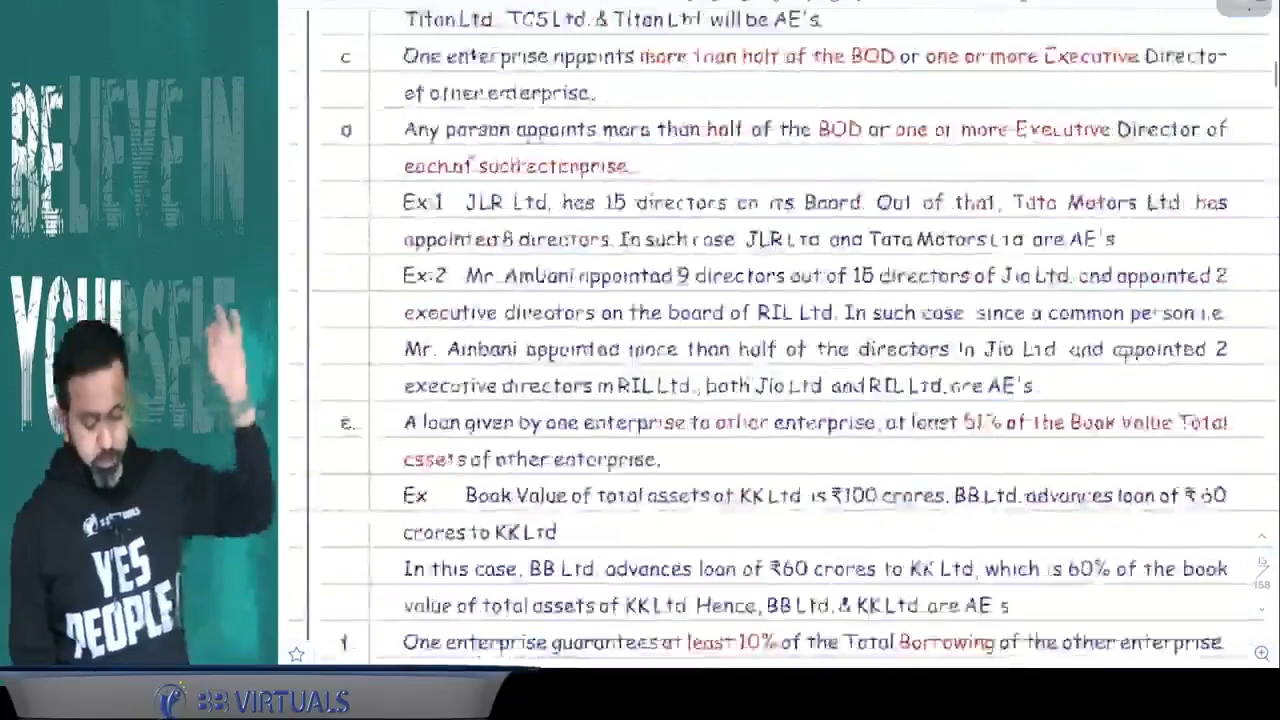 BELIEVE IN
YOURSELF
YES
PEOPLE
BB VIRTUALS
Titan Ltd. TCS Ltd. & Titan Ltd will be AE's
c One enterprise appoints more than half of the BOD or one or more Executive Directo-
of other enterprise.
d Any person appoints more than half of the BOD or one or more Executive Director of
each of such enterprise.
Ex:1 JLR Ltd, has 15 directors on its Board. Out of that, Tata Motors Ltd has
appointed 8 directors. In such case JLR Ltd and Tata Motors Ltd are AE's
Ex:2 Mr. Ambani appointed 9 directors out of 15 directors of Jio Ltd. and appointed 2
executive directors on the board of RIL Ltd. In such case since a common person i.e
Mr. Ambani appointed more than half of the directors in Jio Ltd and appointed 2
executive directors in RIL Ltd., both Jio Ltd and RIL Ltd. are AE's
e. A loan given by one enterprise to other enterprise, at least 51% of the Book value Total
assets of other enterprise.
Ex Book Value of total assets of KK Ltd is ₹100 crores. BB Ltd. advances loan of ₹60
crores to KK Ltd
In this case, BB Ltd. advances loan of ₹60 crores to KK Ltd, which is 60% of the book
value of total assets of KK Ltd Hence, BB Ltd. & KK Ltd. are AE s
f. One enterprise guarantees at least 10% of the Total Borrowing of the other enterprise
158